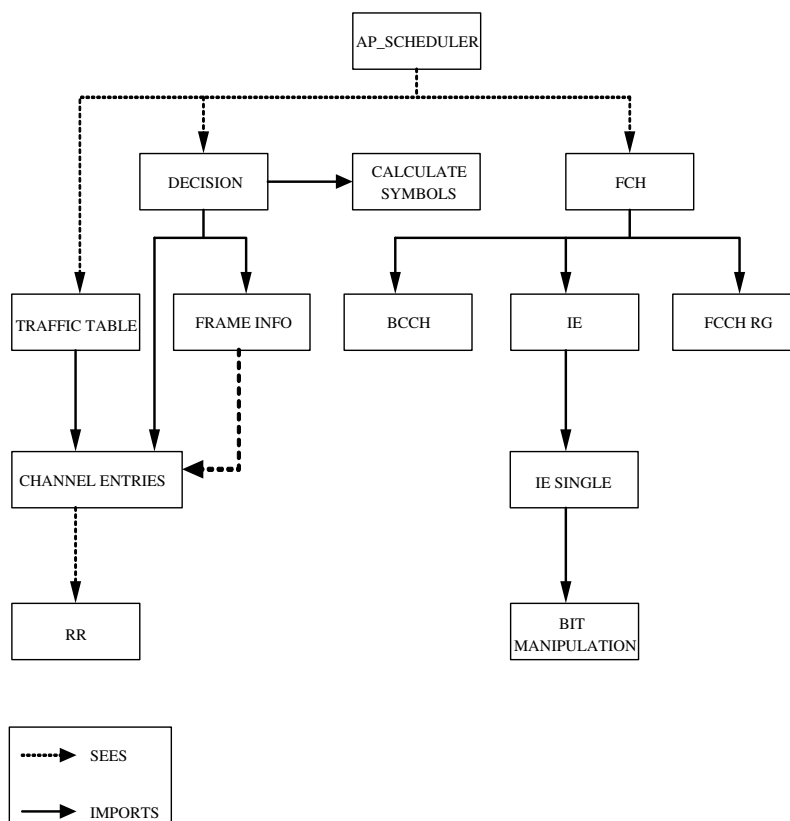 AP_SCHEDULER
DECISION
CALCULATE
SYMBOLS
FCH
TRAFFIC TABLE
FRAME INFO
BCCH
IE
FCCH RG
CHANNEL ENTRIES
IE SINGLE
RR
BIT
MANIPULATION
SEES
IMPORTS